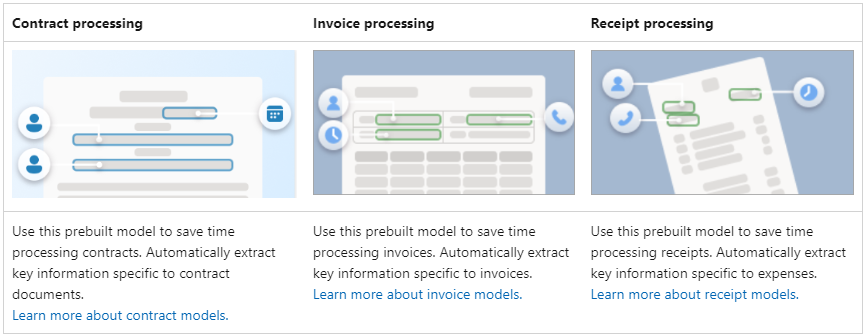 Contract processing
Invoice processing
Receipt processing
Use this prebuilt model to save time
processing contracts. Automatically extract
key information specific to contract
documents.
Learn more about contract models.
Use this prebuilt model to save time
processing invoices. Automatically extract
key information specific to invoices.
Learn more about invoice models.
Use this prebuilt model to save time
processing receipts. Automatically extract
key information specific to expenses.
Learn more about receipt models.